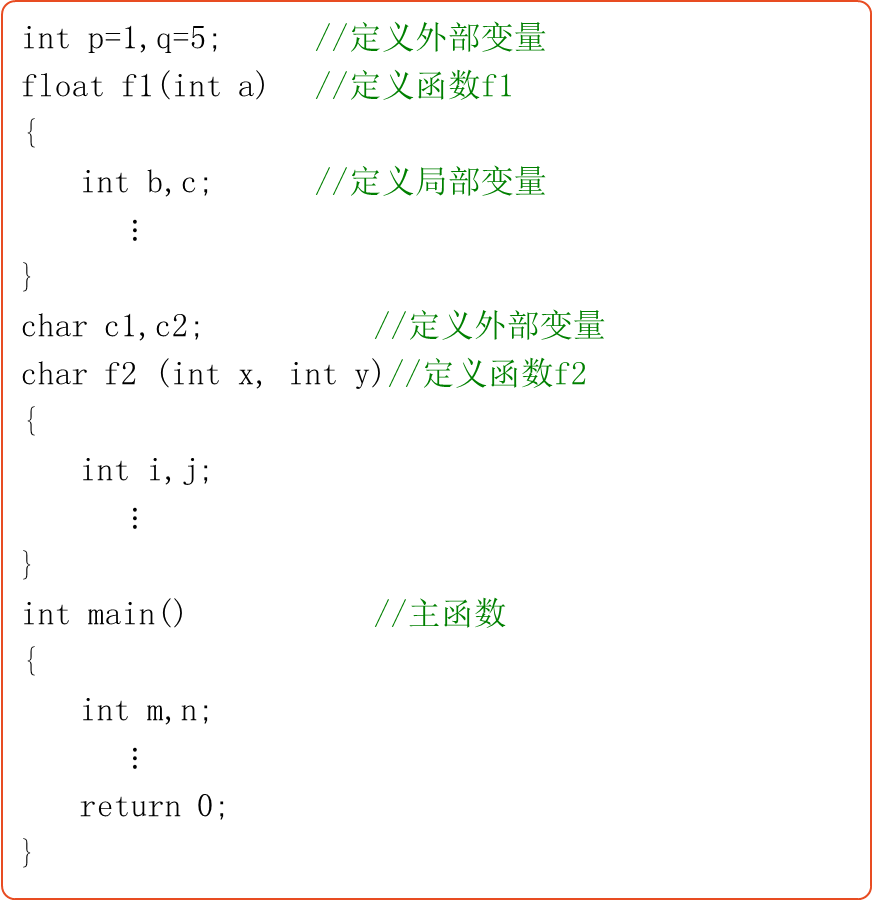 int p=1,q=5; //定义外部变量
float f1(int a) //定义函数f1
{
int b,c; //定义局部变量
⋮
}
char c1,c2; //定义外部变量
char f2 (int x, int y)//定义函数f2
{
int i,j;
⋮
}
int main() //主函数
{
int m,n;
⋮
return 0;
}